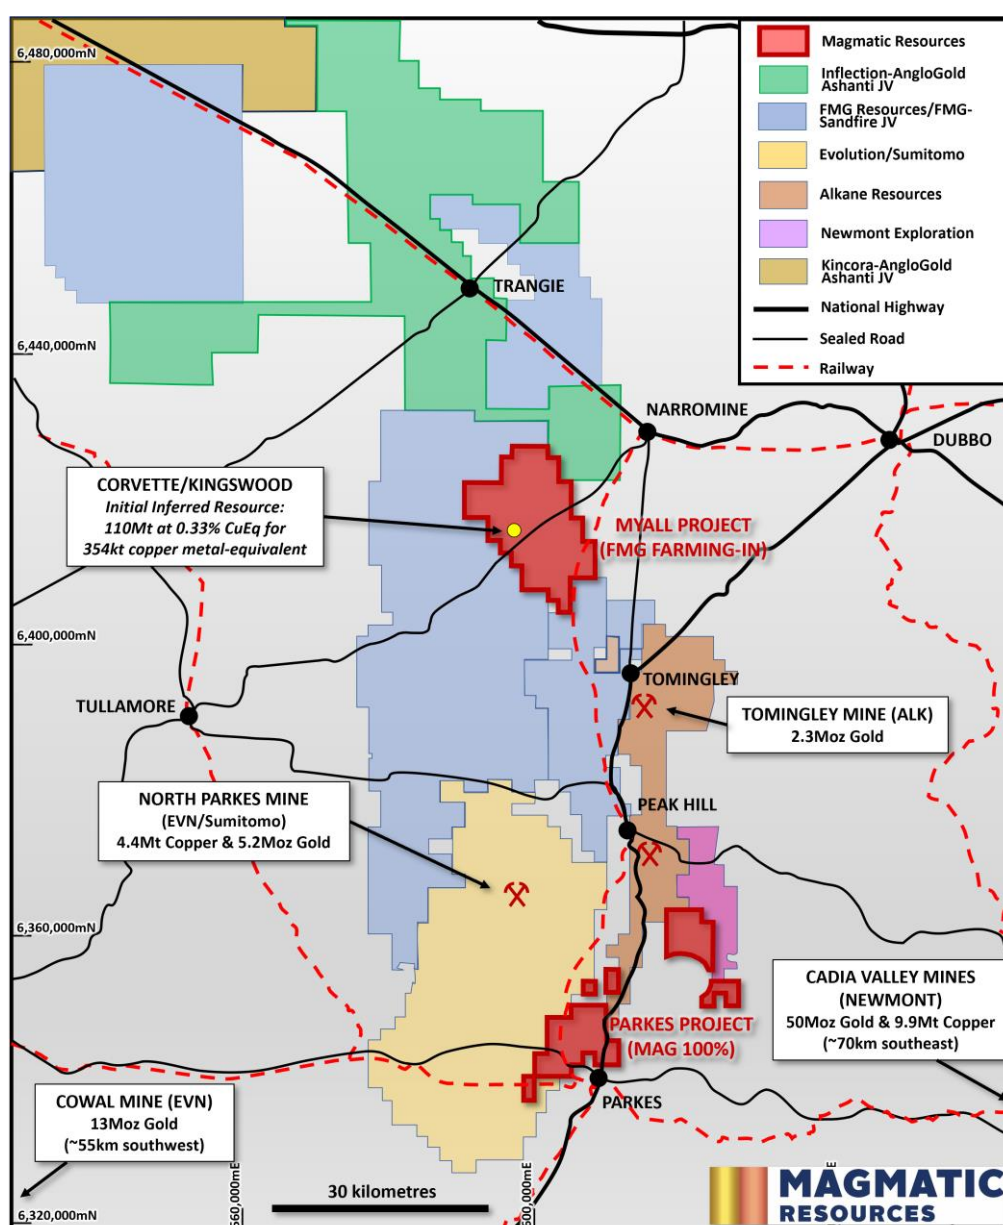 6,480,000mN
Magmatic Resources
Inflection-AngloGold
Ashanti JV
FMG Resources/FMG-
Sandfire JV
Evolution/Sumitomo
Alkane Resources
Newmont Exploration
Kincora-AngloGold
Ashanti JV
National Highway
Sealed Road
Railway
TRANGIE
6,440,000mN
NARROMINE
DUBBO
CORVETTE/KINGSWOOD
Initial Inferred Resource:
110Mt at 0.33% CuEq for
354kt copper metal-equivalent
MYALL PROJECT
(FMG FARMING-IN)
6,400,000mN
TOMINGLEY
TULLAMORE
TOMINGLEY MINE (ALK)
2.3Moz Gold
NORTH PARKES MINE
(EVN/Sumitomo)
4.4Mt Copper & 5.2Moz Gold
PEAK HILL
6,360,000mN
CADIA VALLEY MINES
(NEWMONT)
50Moz Gold & 9.9Mt Copper
(~70km southeast)
PARKES PROJECT
(MAG 100%)
PARKES
COWAL MINE (EVN)
13Moz Gold
(~55km southwest)
30 kilometres
6,320,000mN
MAGMATIC
RESOURCES